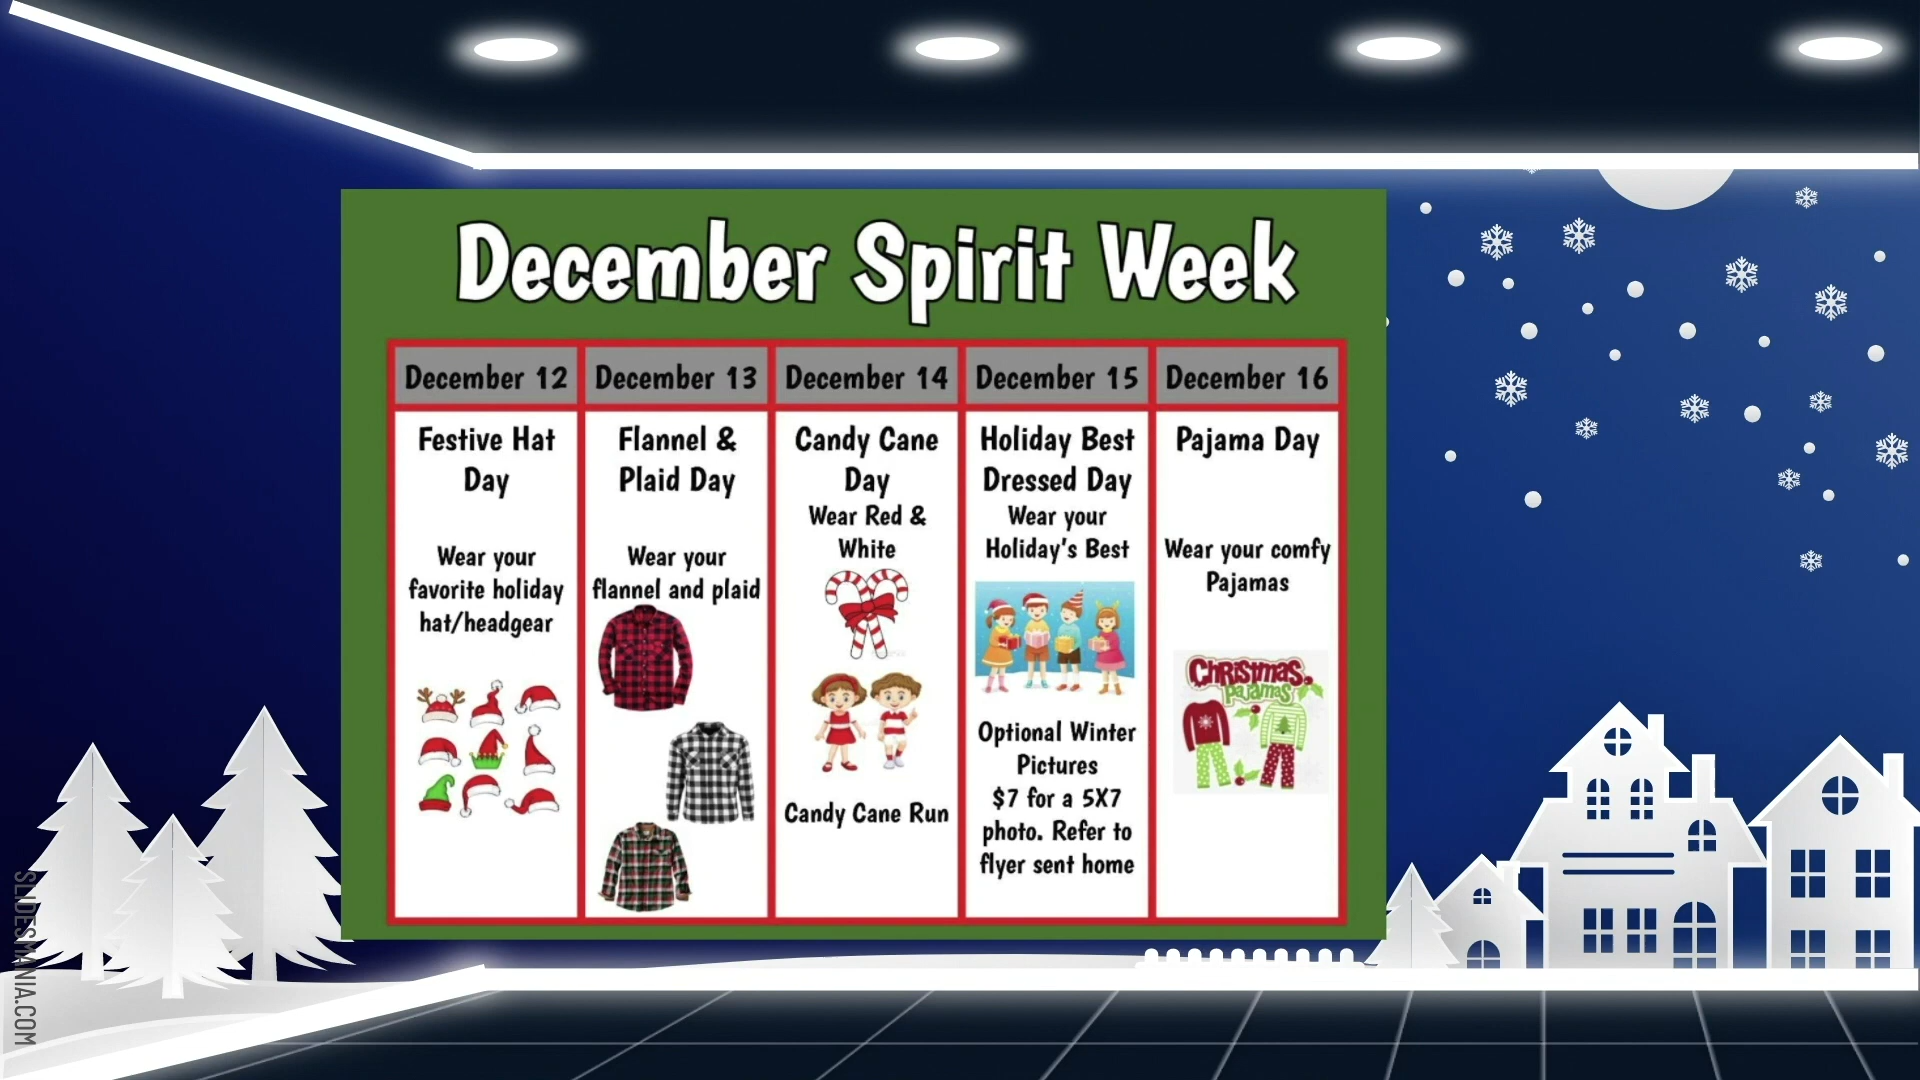 December Spirit Week
December 12
December 13
December 14
December 15
December 16
Festive Hat
Day
Wear your
favorite holiday
hat/headgear
Flannel &
Plaid Day
Wear your
flannel and plaid
Candy Cane
Day
Wear Red &
White
Candy Cane Run
Holiday Best
Dressed Day
Wear your
Holiday's Best
Optional Winter
Pictures
$7 for a 5X7
photo. Refer to
flyer sent home
Pajama Day
Wear your comfy
Pajamas
Christmas
Pajamas
SLIDESMANIA.COM